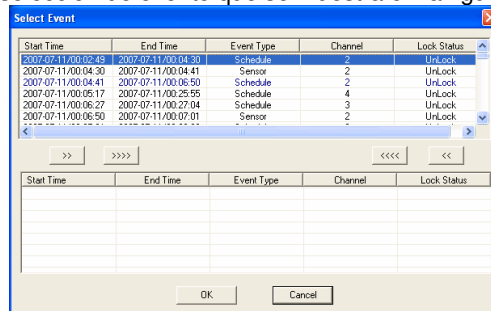 Select Event
Start Time End Time Event Type Channel Lock Status
2007-07-11/00:02:49 2007-07-11/00:04:30 Schedule 2 UnLock
2007-07-11/00:04:30 2007-07-11/00:04:41 Sensor 2 UnLock
2007-07-11/00:04:41 2007-07-11/00:06:50 Schedule 2 UnLock
2007-07-11/00:05:17 2007-07-11/00:25:55 Schedule 4 UnLock
2007-07-11/00:06:27 2007-07-11/00:27:04 Schedule 3 UnLock
2007-07-11/00:06:50 2007-07-11/00:07:01 Sensor 2 UnLock
>> >>>> <<<< <<
Start Time End Time Event Type Channel Lock Status
OK Cancel